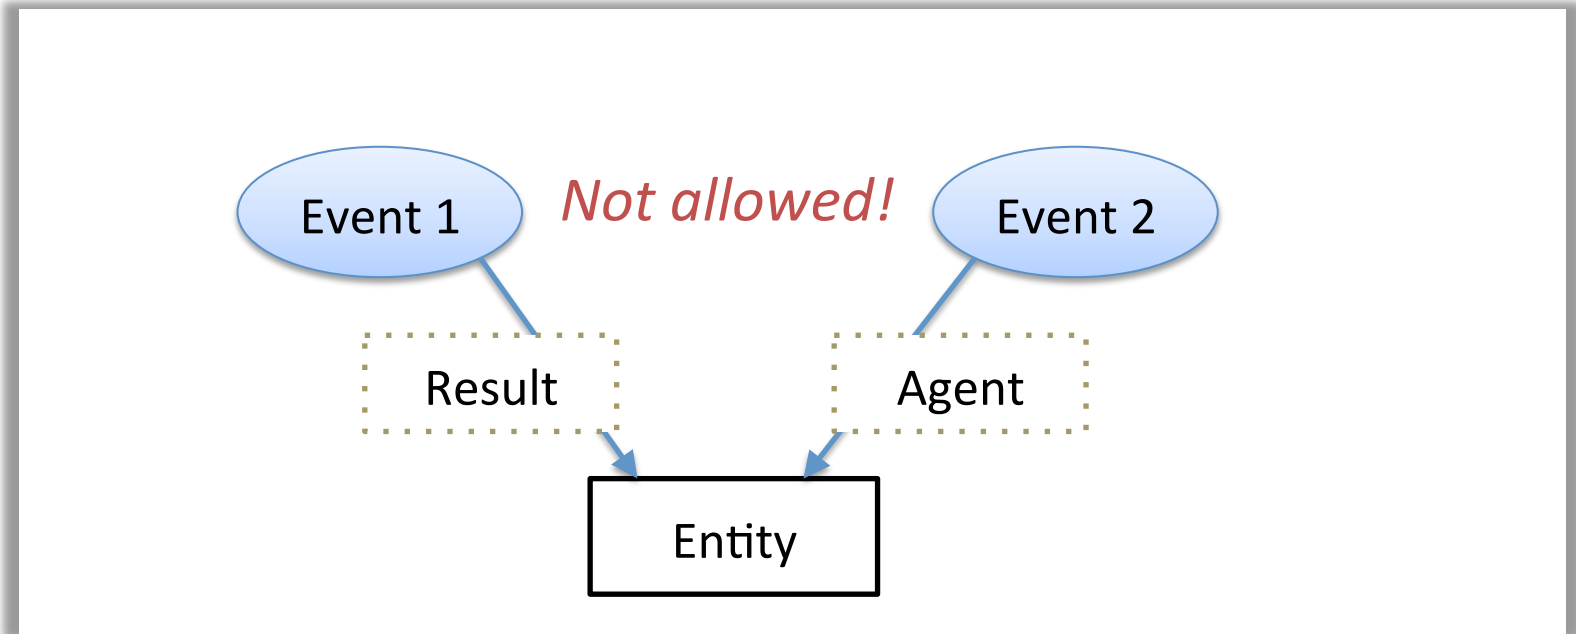 Event 1
Not allowed!
Event 2
Result
Agent
Entity